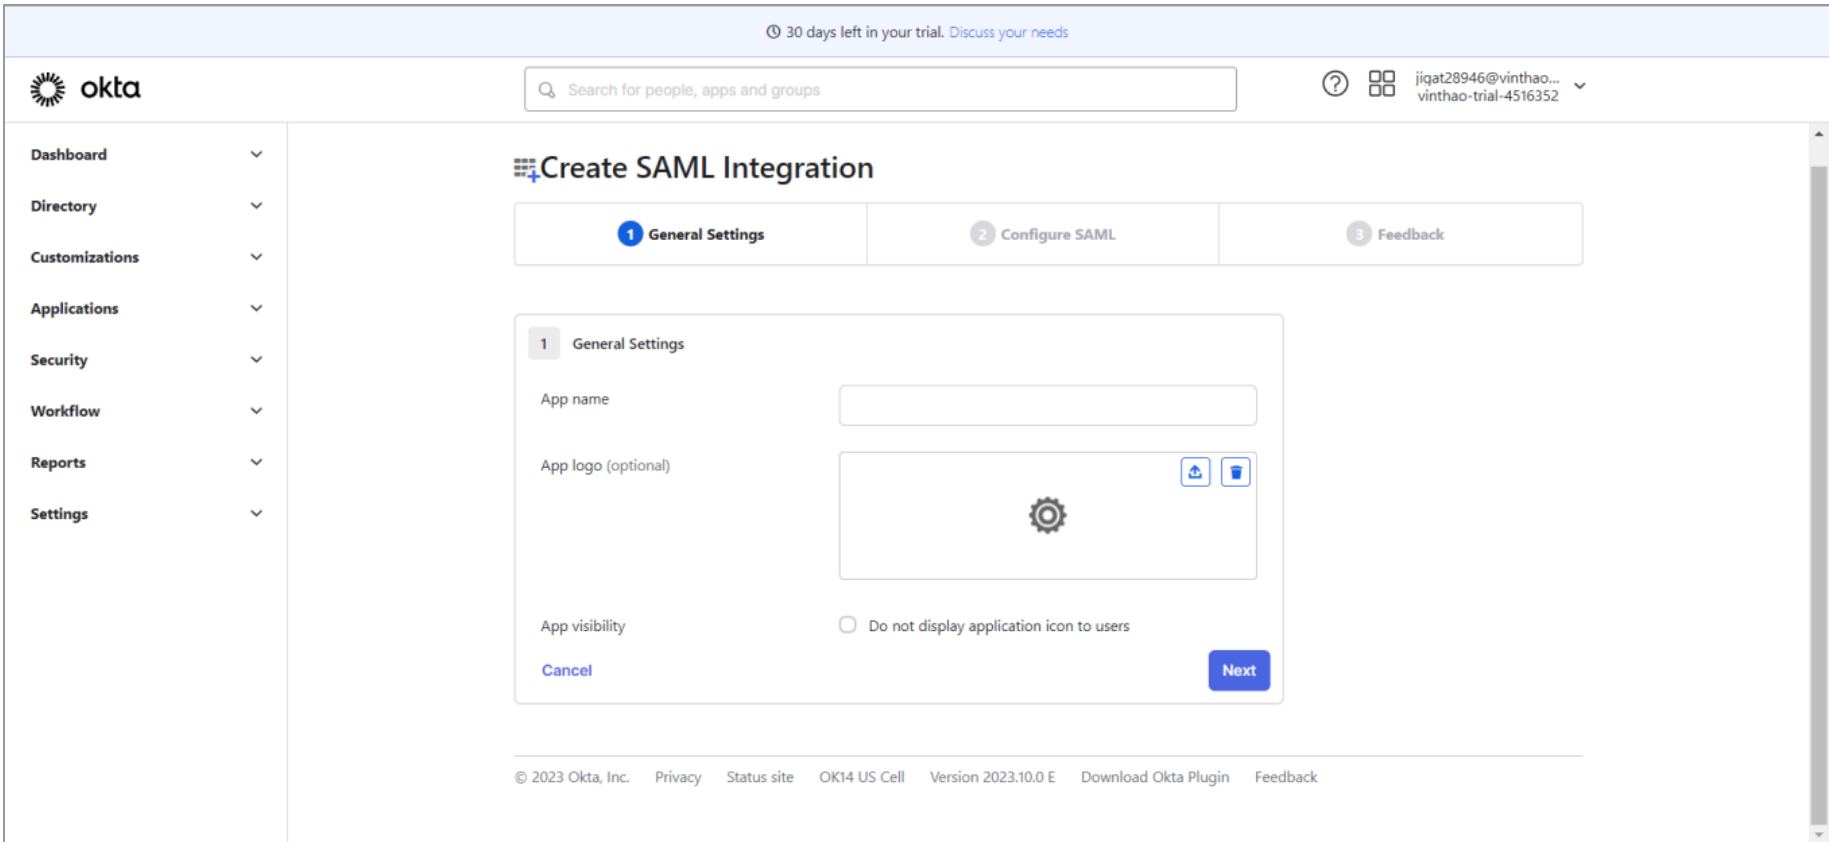 30 days left in your trial. Discuss your needs
okta
Search for people, apps and groups
jigat28946@vinthao...
vinthao-trial-4516352
Dashboard
Directory
Customizations
Applications
Security
Workflow
Reports
Settings
Create SAML Integration
1 General Settings
2 Configure SAML
3 Feedback
1 General Settings
App name
App logo (optional)
App visibility
Do not display application icon to users
Cancel
Next
© 2023 Okta, Inc. Privacy Status site OK14 US Cell Version 2023.10.0 E Download Okta Plugin Feedback